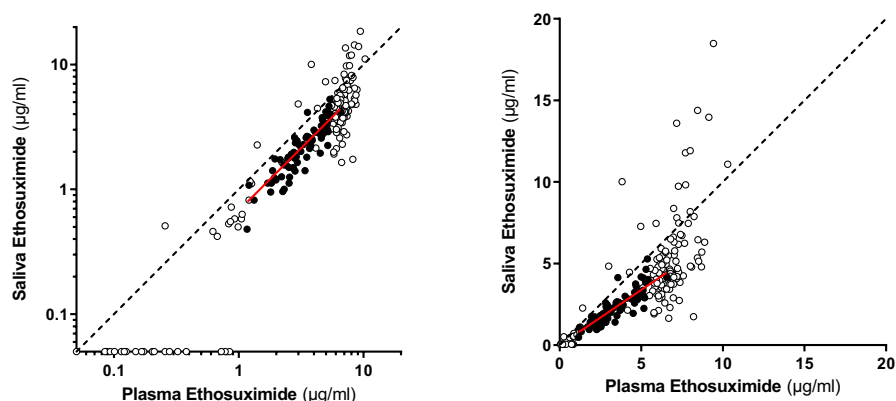 10
1
0.1
Saliva Ethosuximide (µg/ml)
0.1 1 10
Plasma Ethosuximide (µg/ml)
20
15
10
5
0
Saliva Ethosuximide (µg/ml)
0 5 10 15 20
Plasma Ethosuximide (µg/ml)